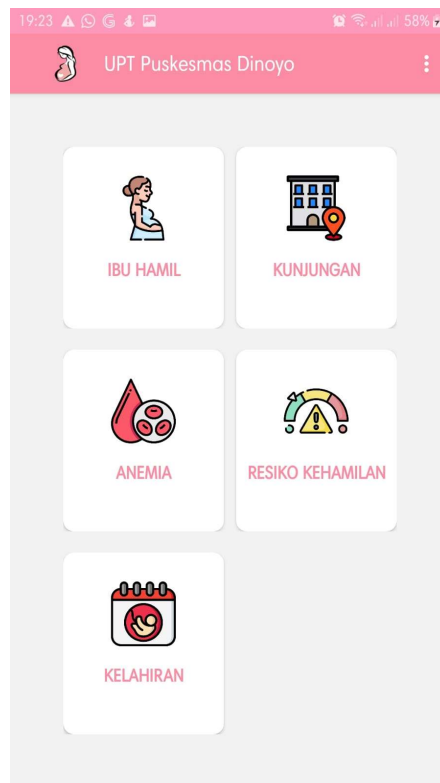 19:23 58%
UPT Puskesmas Dinoyo
IBU HAMIL KUNJUNGAN
ANEMIA RESIKO KEHAMILAN
KELAHIRAN